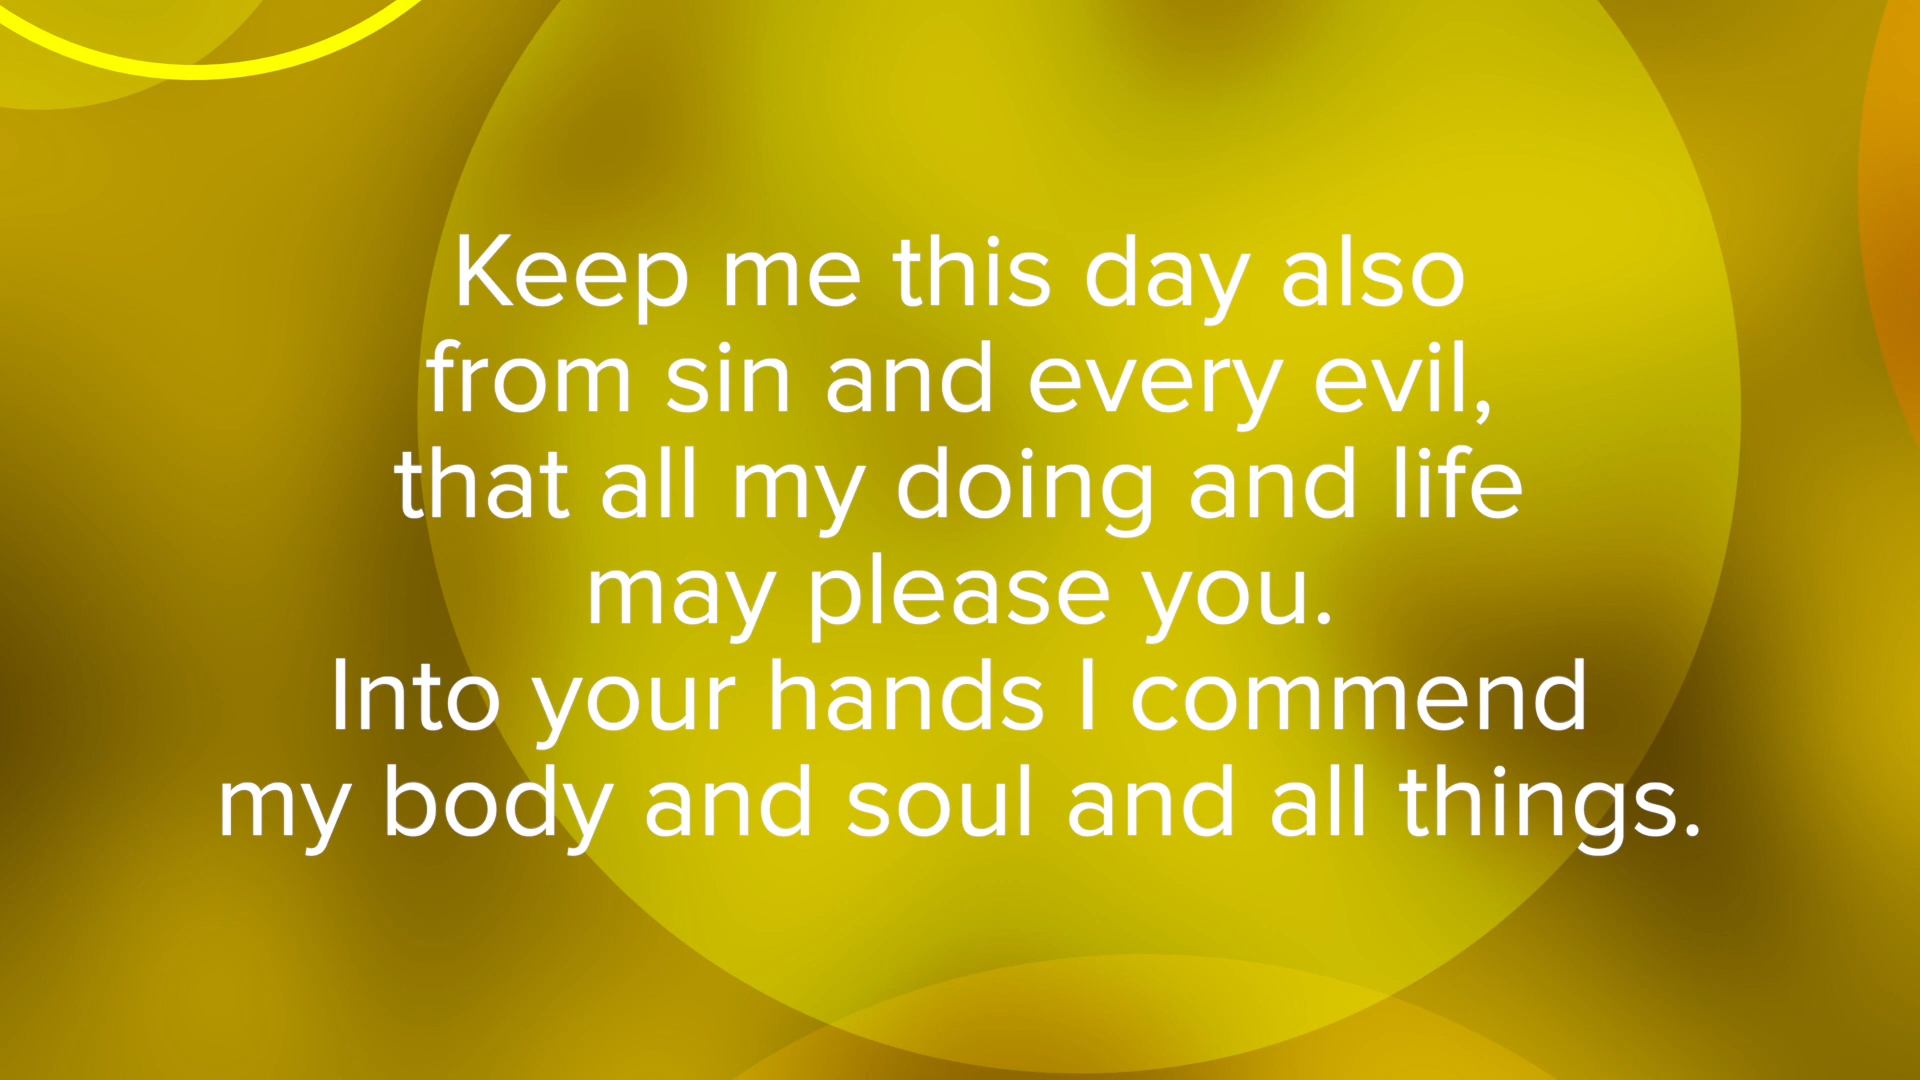 Keep me this day also
from sin and every evil,
that all my doing and life
may please you.
Into your hands I commend
my body and soul and all things.